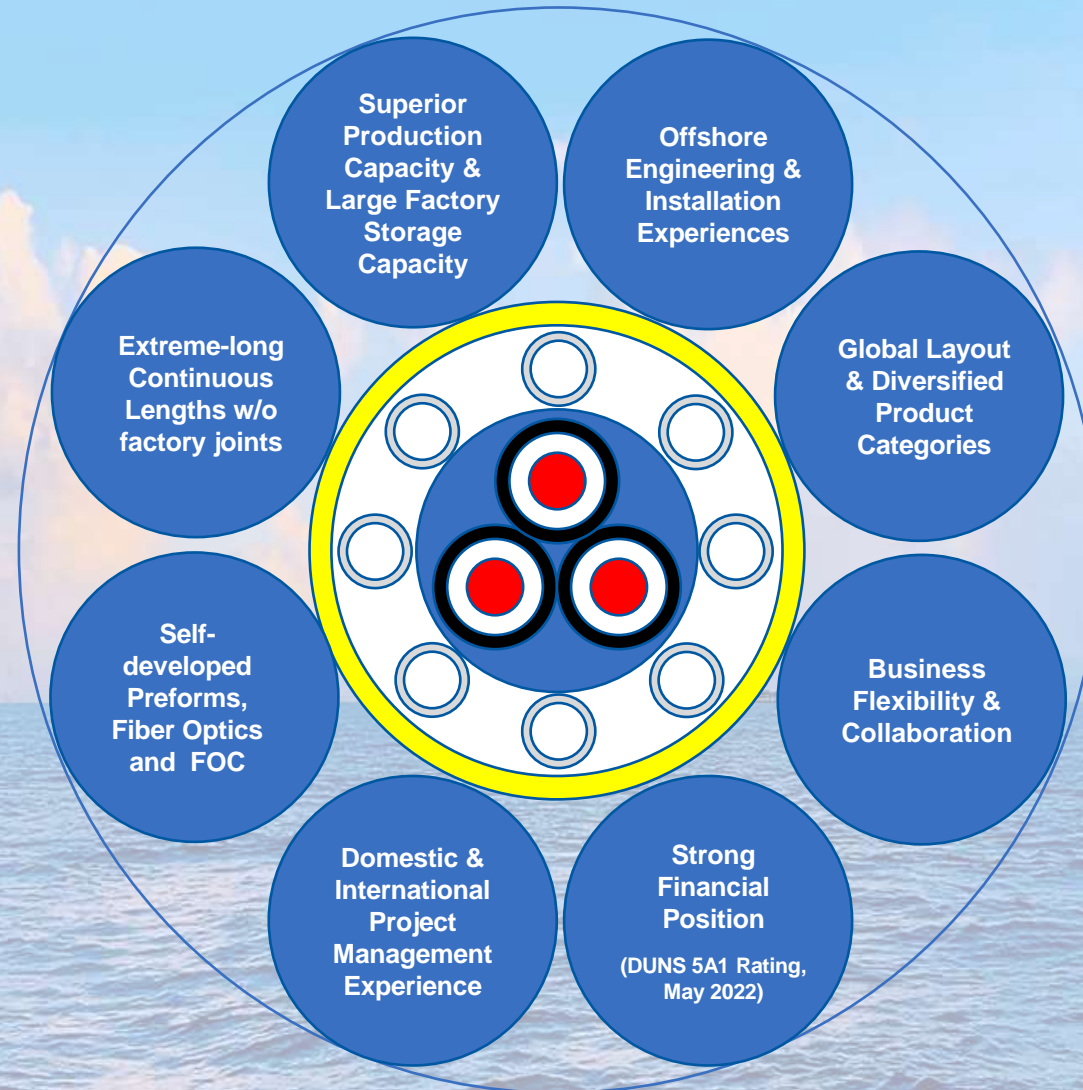 Superior
Production
Capacity &
Large Factory
Storage
Capacity
Offshore
Engineering &
Installation
Experiences
Extreme-long
Continuous
Lengths w/o
factory joints
Global Layout
& Diversified
Product
Categories
Self-
developed
Preforms,
Fiber Optics
and FOC
Business
Flexibility &
Collaboration
Domestic &
International
Project
Management
Experience
Strong
Financial
Position
(DUNS 5A1 Rating,
May 2022)